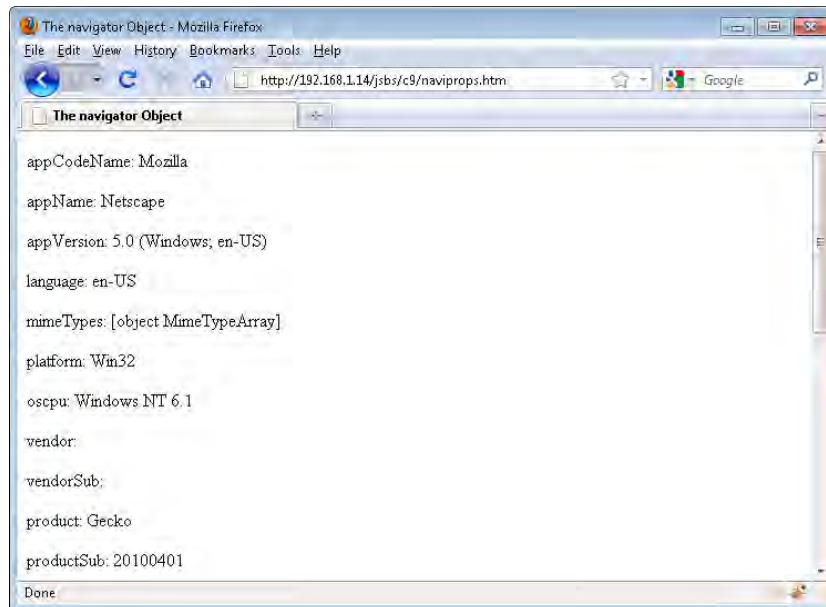 The navigator Object - Mozilla Firefox
File Edit View History Bookmarks Tools Help
http://192.168.1.14/jsbs/c9/naviprops.htm
Google
The navigator Object
appCodeName: Mozilla
appName: Netscape
appVersion: 5.0 (Windows; en-US)
language: en-US
mimeTypes: [object MimeTypeArray]
platform: Win32
oscpu: Windows NT 6.1
vendor:
vendorSub:
product: Gecko
productSub: 20100401
Done